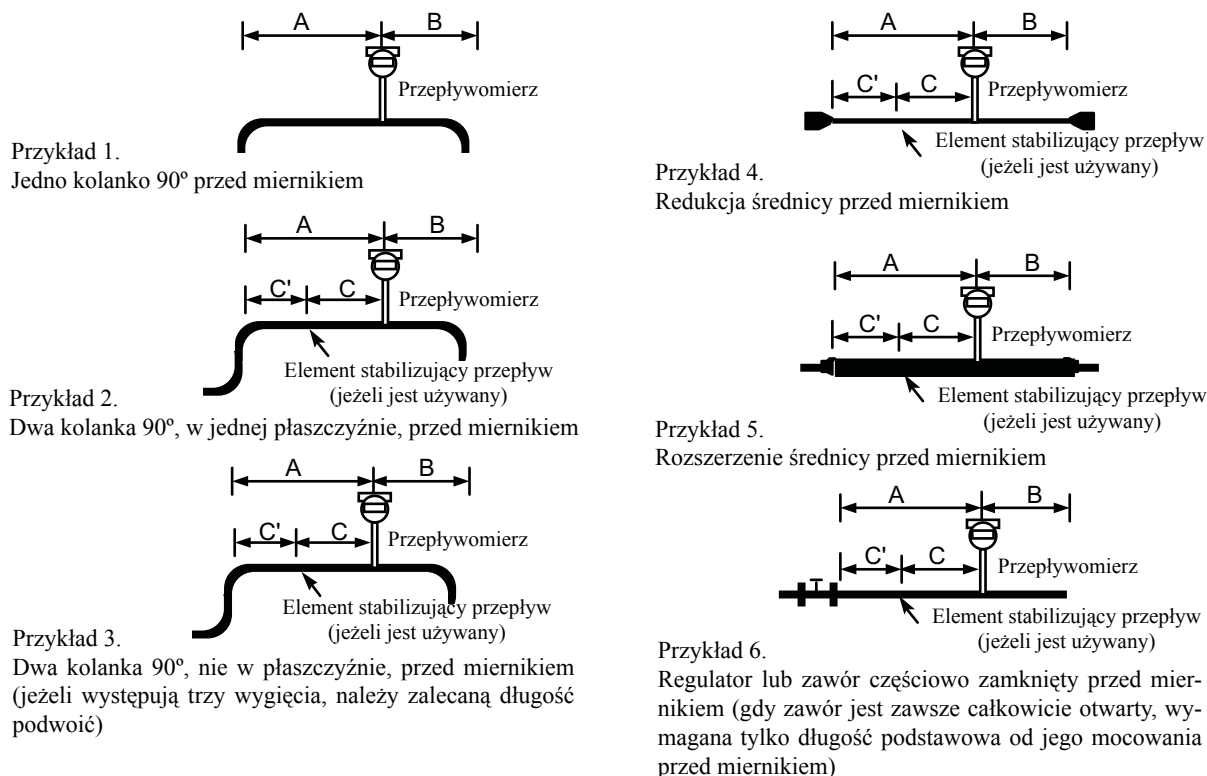 A B
Przepływomierz
Przykład 1.
Jedno kolanko 90º przed miernikiem
A B
C' C
Przepływomierz
Element stabilizujący przepływ
(jeżeli jest używany)
Przykład 2.
Dwa kolanka 90º, w jednej płaszczyźnie, przed miernikiem
A B
C' C
Przepływomierz
Element stabilizujący przepływ
(jeżeli jest używany)
Przykład 3.
Dwa kolanka 90º, nie w płaszczyźnie, przed miernikiem
(jeżeli występują trzy wygięcia, należy zalecaną długość
podwoić)
A B
C' C
Przepływomierz
Element stabilizujący przepływ
(jeżeli jest używany)
Przykład 4.
Redukcja średnicy przed miernikiem
A B
C' C
Przepływomierz
Element stabilizujący przepływ
(jeżeli jest używany)
Przykład 5.
Rozszerzenie średnicy przed miernikiem
A B
C' C
Przepływomierz
Element stabilizujący przepływ
(jeżeli jest używany)
Przykład 6.
Regulator lub zawór częściowo zamknięty przed mier-
nikiem (gdy zawór jest zawsze całkowicie otwarty, wy-
magana tylko długość podstawowa od jego mocowania
przed miernikiem)